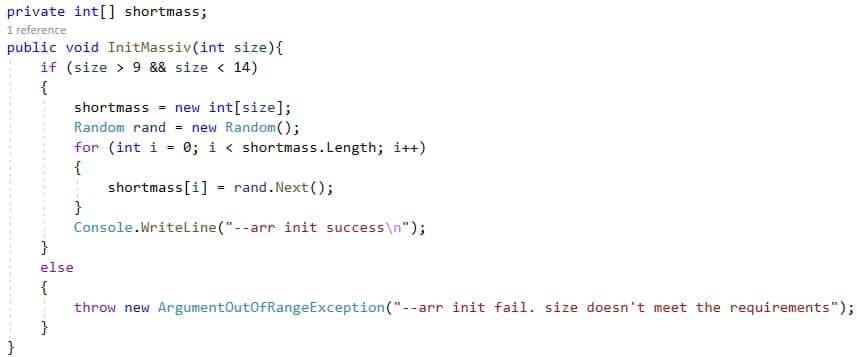 private int[] shortmass;
1 reference
public void InitMassiv(int size){
    if (size > 9 && size < 14)
    {
        shortmass = new int[size];
        Random rand = new Random();
        for (int i = 0; i < shortmass.Length; i++)
        {
            shortmass[i] = rand.Next();
        }
        Console.WriteLine("--arr init success\n");
    }
    else
    {
        throw new ArgumentOutOfRangeException("--arr init fail. size doesn't meet the requirements");
    }
}